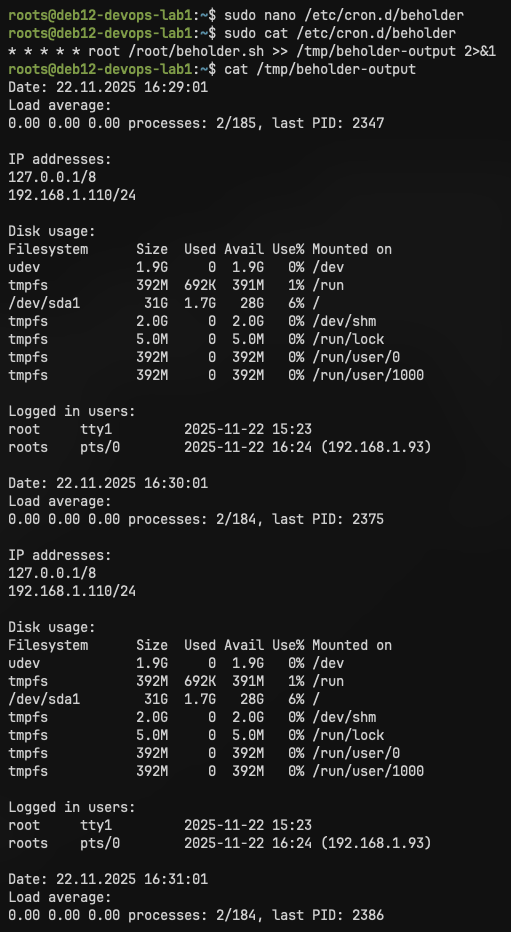 roots@deb12-devops-lab1:~$ sudo nano /etc/cron.d/beholder
roots@deb12-devops-lab1:~$ sudo cat /etc/cron.d/beholder
* * * * * root /root/beholder.sh >> /tmp/beholder-output 2>&1
roots@deb12-devops-lab1:~$ cat /tmp/beholder-output
Date: 22.11.2025 16:29:01
Load average:
0.00 0.00 0.00 processes: 2/185, last PID: 2347

IP addresses:
127.0.0.1/8
192.168.1.110/24

Disk usage:
Filesystem      Size  Used Avail Use% Mounted on
udev            1.9G     0  1.9G   0% /dev
tmpfs           392M  692K  391M   1% /run
/dev/sda1        31G  1.7G   28G   6% /
tmpfs           2.0G     0  2.0G   0% /dev/shm
tmpfs           5.0M     0  5.0M   0% /run/lock
tmpfs           392M     0  392M   0% /run/user/0
tmpfs           392M     0  392M   0% /run/user/1000

Logged in users:
root     tty1         2025-11-22 15:23
roots    pts/0        2025-11-22 16:24 (192.168.1.93)

Date: 22.11.2025 16:30:01
Load average:
0.00 0.00 0.00 processes: 2/184, last PID: 2375

IP addresses:
127.0.0.1/8
192.168.1.110/24

Disk usage:
Filesystem      Size  Used Avail Use% Mounted on
udev            1.9G     0  1.9G   0% /dev
tmpfs           392M  692K  391M   1% /run
/dev/sda1        31G  1.7G   28G   6% /
tmpfs           2.0G     0  2.0G   0% /dev/shm
tmpfs           5.0M     0  5.0M   0% /run/lock
tmpfs           392M     0  392M   0% /run/user/0
tmpfs           392M     0  392M   0% /run/user/1000

Logged in users:
root     tty1         2025-11-22 15:23
roots    pts/0        2025-11-22 16:24 (192.168.1.93)

Date: 22.11.2025 16:31:01
Load average:
0.00 0.00 0.00 processes: 2/184, last PID: 2386